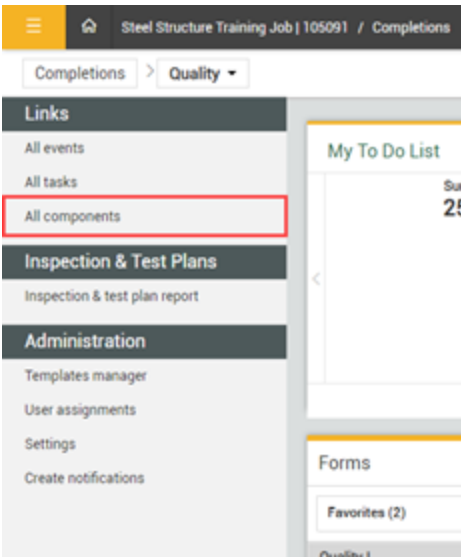 Steel Structure Training Job | 105091 / Completions
Completions > Quality
Links
All events
All tasks
All components
Inspection & Test Plans
Inspection & test plan report
Administration
Templates manager
User assignments
Settings
Create notifications
My To Do List
Su
25
Forms
Favorites (2)